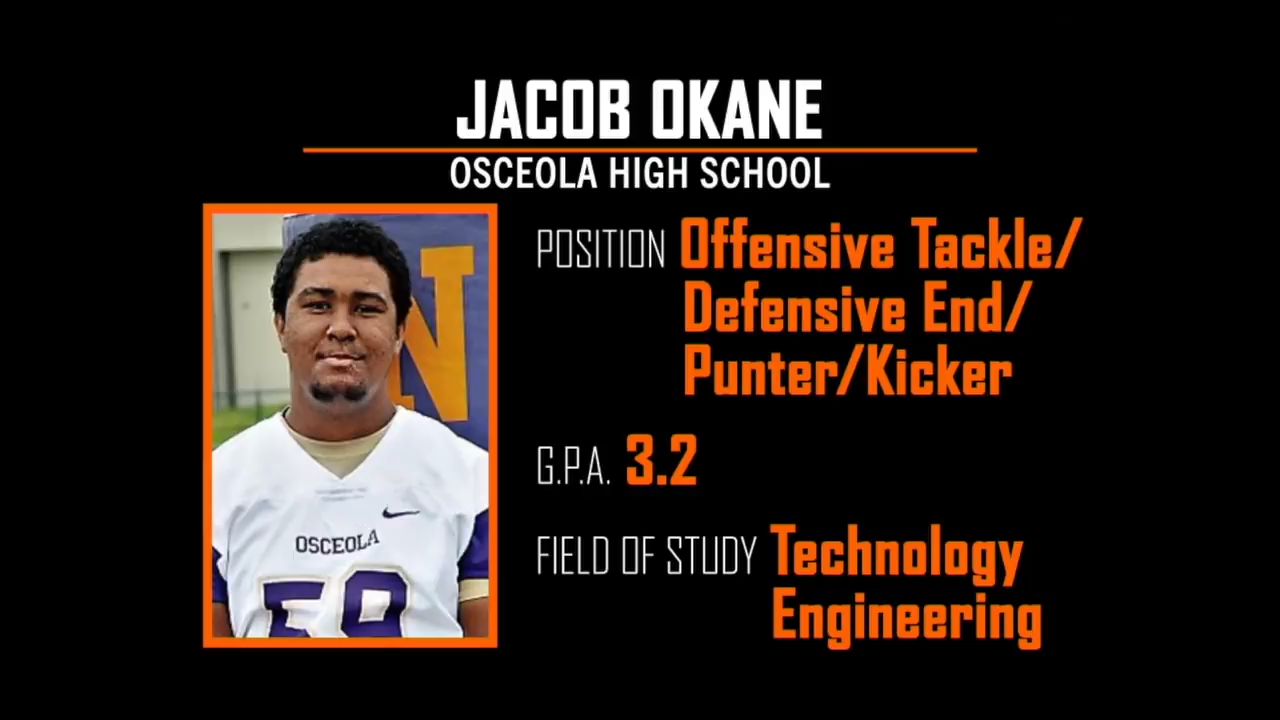 JACOB OKANE
OSCEOLA HIGH SCHOOL
POSITION Offensive Tackle/
Defensive End/
Punter/Kicker
G.P.A. 3.2
FIELD OF STUDY Technology
Engineering
N
OSCEOLA
59